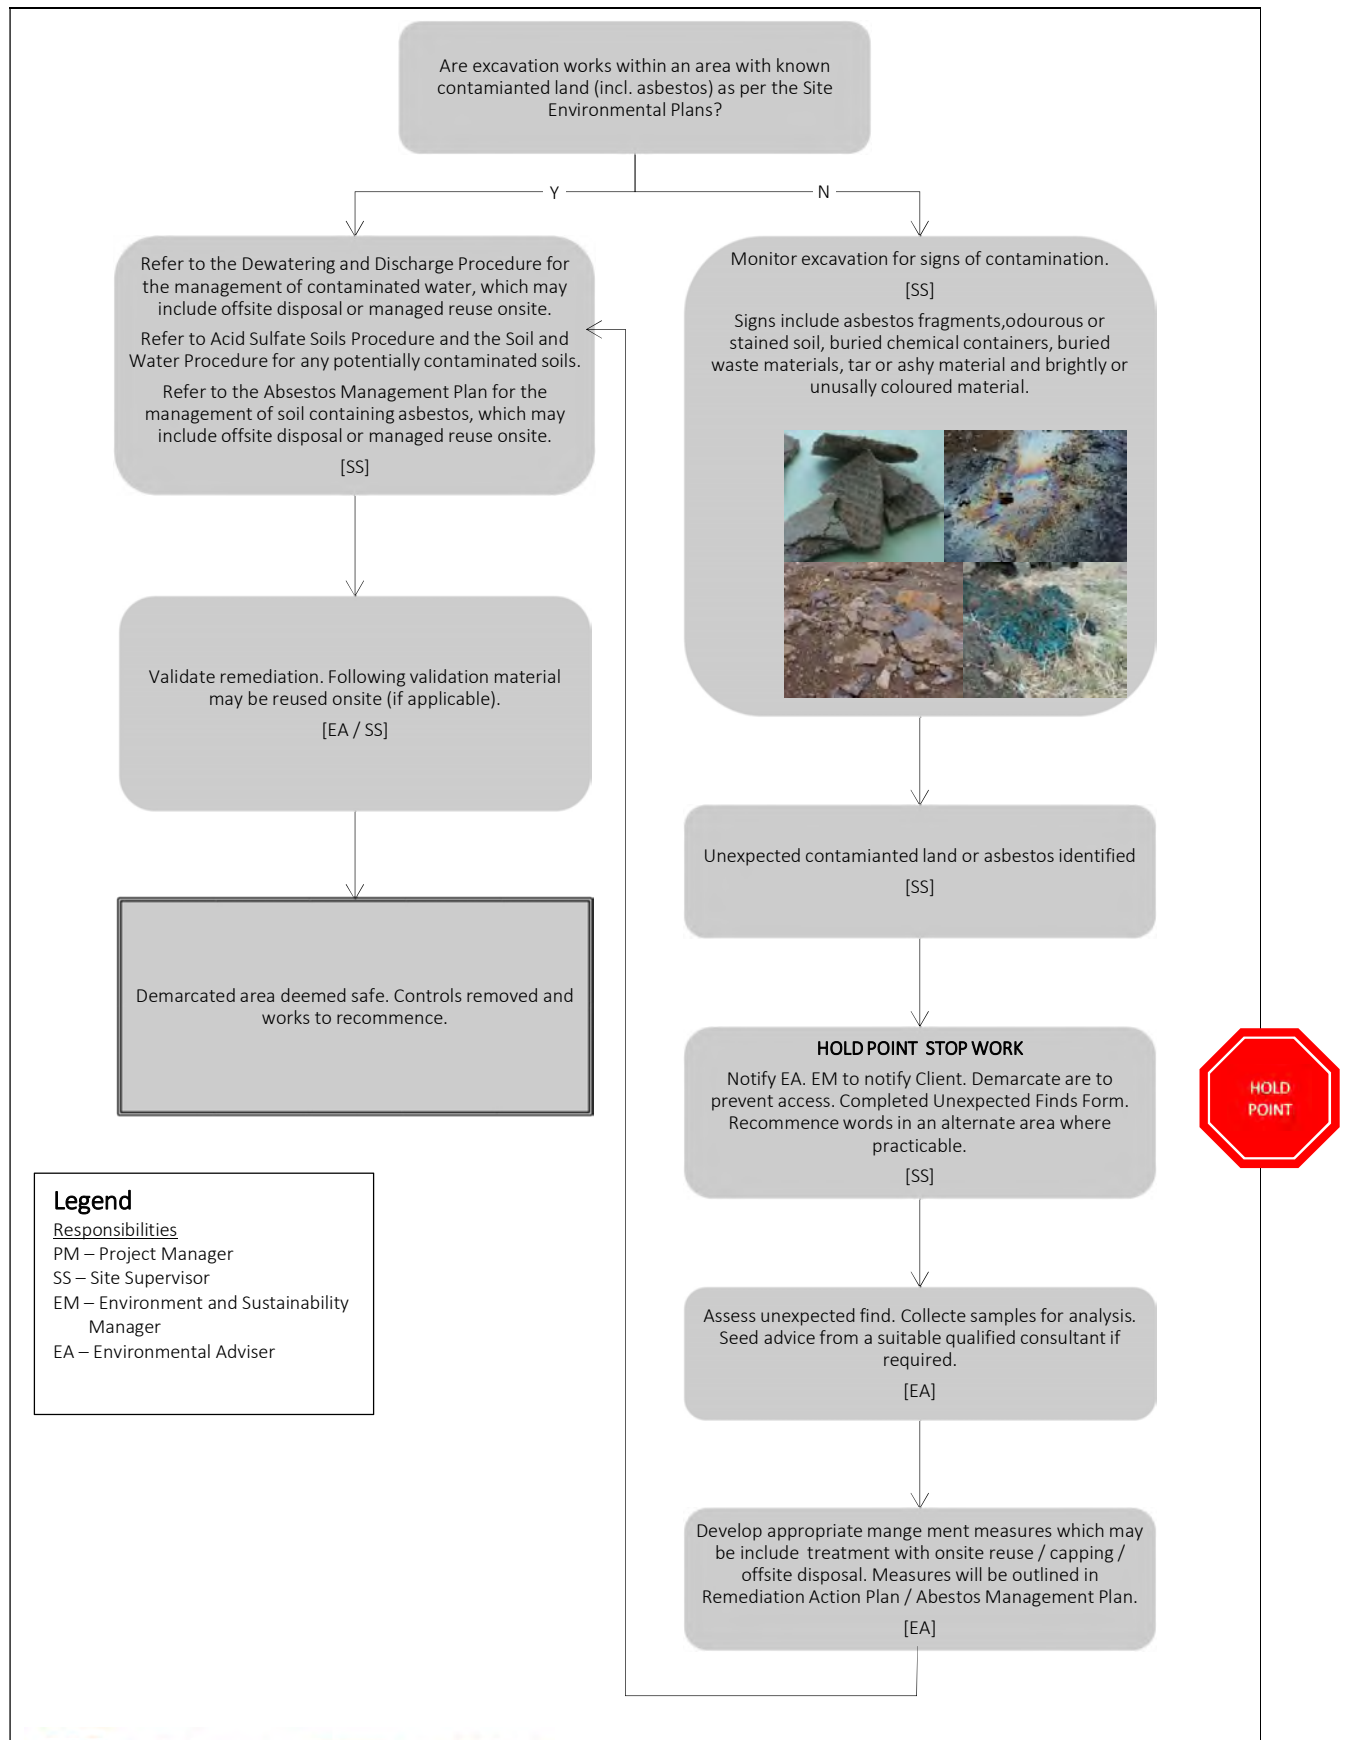 Are excavation works within an area with known
contamianted land (incl. asbestos) as per the Site
Environmental Plans?
Y
N
Refer to the Dewatering and Discharge Procedure for
the management of contaminated water, which may
include offsite disposal or managed reuse onsite.
Refer to Acid Sulfate Soils Procedure and the Soil and
Water Procedure for any potentially contaminated soils.
Refer to the Absestos Management Plan for the
management of soil containing asbestos, which may
include offsite disposal or managed reuse onsite.
[SS]
Validate remediation. Following validation material
may be reused onsite (if applicable).
[EA / SS]
Demarcated area deemed safe. Controls removed and
works to recommence.
Monitor excavation for signs of contamination.
[SS]
Signs include asbestos fragments,odourous or
stained soil, buried chemical containers, buried
waste materials, tar or ashy material and brightly or
unusally coloured material.
Unexpected contamianted land or asbestos identified
[SS]
HOLD POINT STOP WORK
Notify EA. EM to notify Client. Demarcate are to
prevent access. Completed Unexpected Finds Form.
Recommence words in an alternate area where
practicable.
[SS]
HOLD
POINT
Assess unexpected find. Collecte samples for analysis.
Seed advice from a suitable qualified consultant if
required.
[EA]
Develop appropriate mange ment measures which may
be include treatment with onsite reuse / capping /
offsite disposal. Measures will be outlined in
Remediation Action Plan / Abestos Management Plan.
[EA]
Legend
Responsibilities
PM – Project Manager
SS – Site Supervisor
EM – Environment and Sustainability
Manager
EA – Environmental Adviser